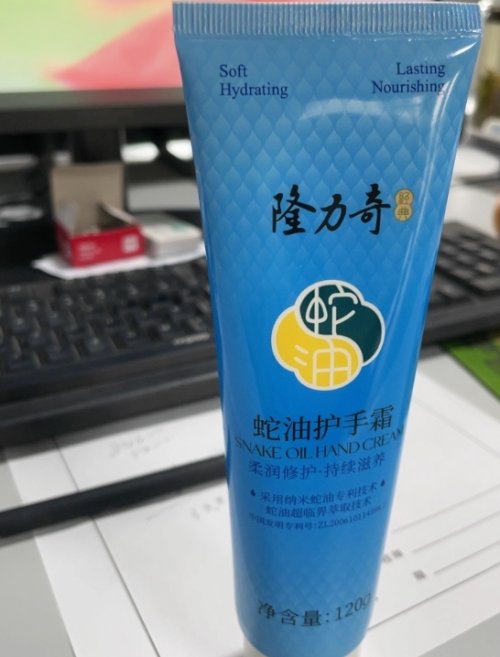 Soft
Hydrating
Lasting
Nourishing
隆力奇
经典
蛇油
蛇油护手霜
SNAKE OIL HAND CREAM
柔润修护·持续滋养
采用纳米蛇油专利技术
蛇油超临界萃取技术
净含量:120g